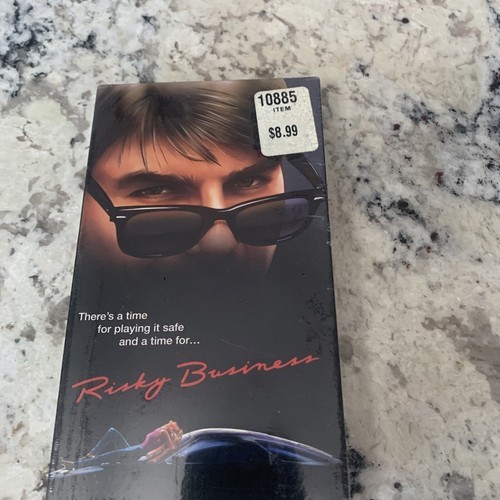 10885
ITEM
$8.99
There's a time
for playing it safe
and a time for...
Risky Business